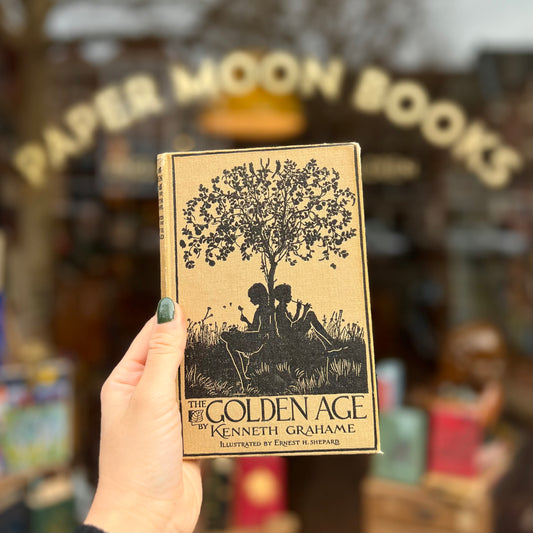 PAPER MOON BOOKS
THE
GOLDEN AGE
BY KENNETH GRAHAME
ILLUSTRATED BY ERNEST H. SHEPARD